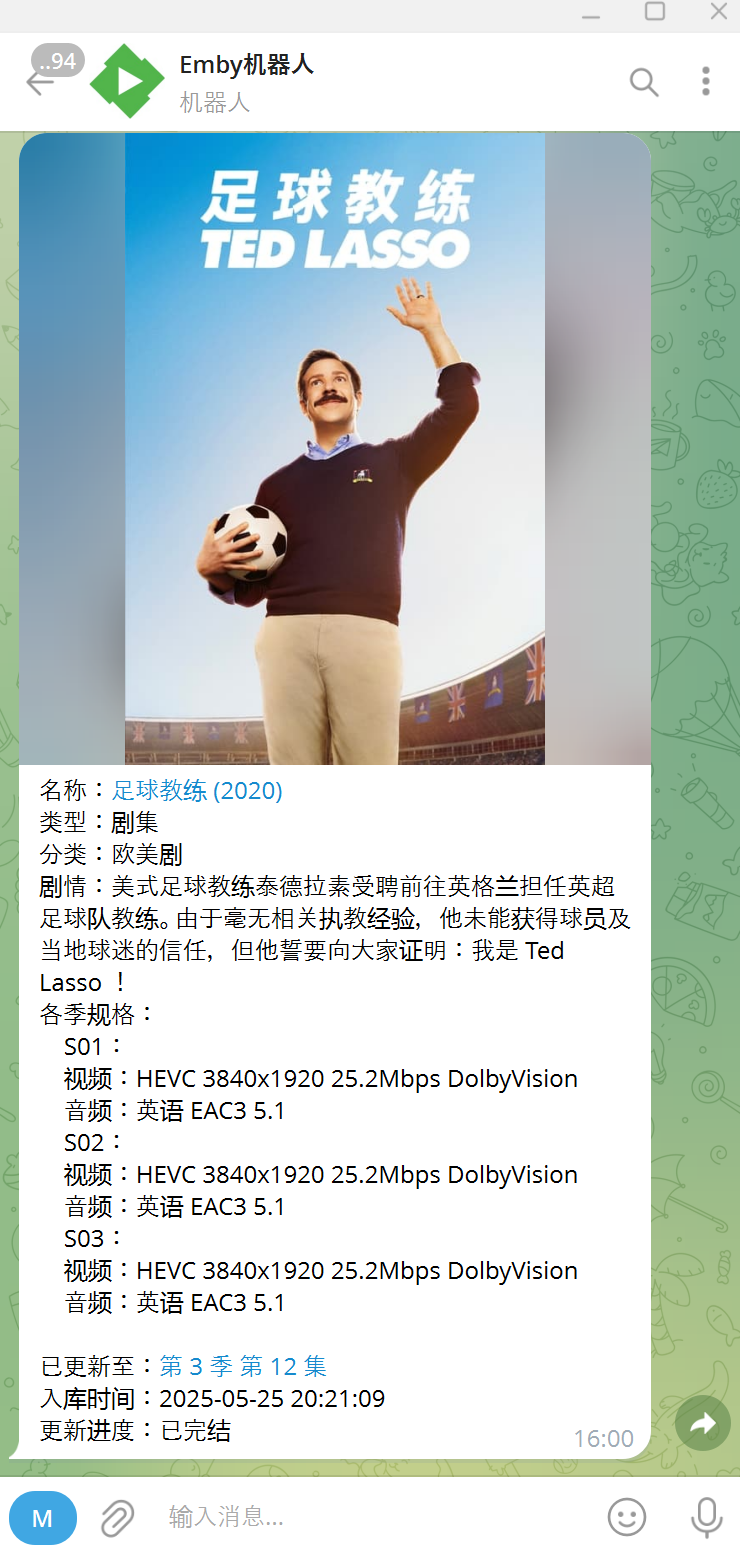 ..94
Emby机器人
机器人
足球教练
TED LASSO
名称：足球教练 (2020)
类型：剧集
分类：欧美剧
剧情：美式足球教练泰德拉素受聘前往英格兰担任英超
足球队教练。由于毫无相关执教经验，他未能获得球员及
当地球迷的信任，但他誓要向大家证明：我是 Ted
Lasso ！
各季规格：
S01：
视频：HEVC 3840x1920 25.2Mbps DolbyVision
音频：英语 EAC3 5.1
S02：
视频：HEVC 3840x1920 25.2Mbps DolbyVision
音频：英语 EAC3 5.1
S03：
视频：HEVC 3840x1920 25.2Mbps DolbyVision
音频：英语 EAC3 5.1
已更新至：第 3 季 第 12 集
入库时间：2025-05-25 20:21:09
更新进度：已完结
16:00
M
输入消息...